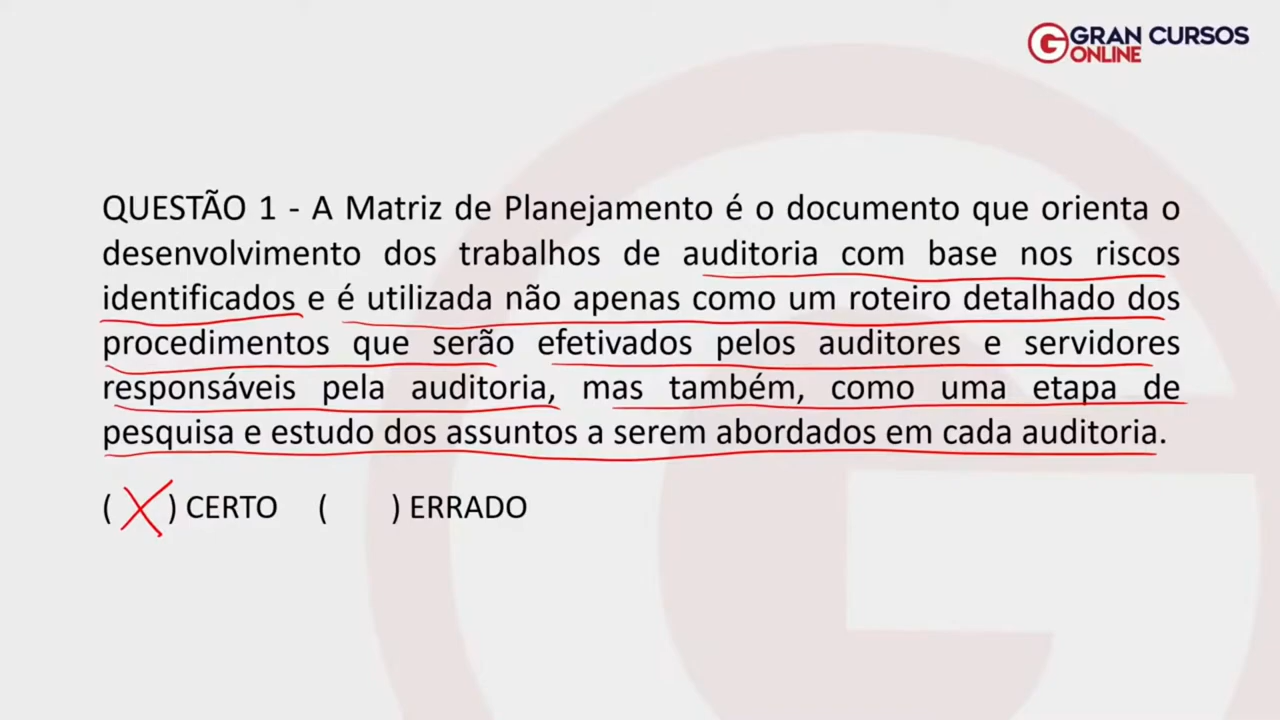 GRAN CURSOS
ONLINE
QUESTÃO 1 - A Matriz de Planejamento é o documento que orienta o
desenvolvimento dos trabalhos de auditoria com base nos riscos
identificados e é utilizada não apenas como um roteiro detalhado dos
procedimentos que serão efetivados pelos auditores e servidores
responsáveis pela auditoria, mas também, como uma etapa de
pesquisa e estudo dos assuntos a serem abordados em cada auditoria.
( X ) CERTO ( ) ERRADO